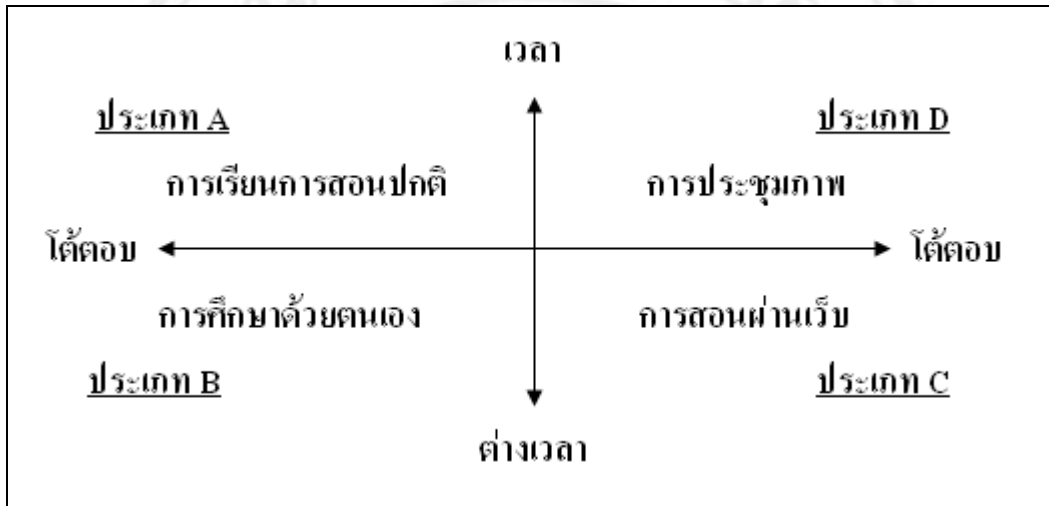 เวลา
ประเภท A ประเภท D
การเรียนการสอนปกติ การประชุมภาพ
โต้ตอบ โต้ตอบ
การศึกษาด้วยตนเอง การสอนผ่านเว็บ
ประเภท B ประเภท C
ต่างเวลา